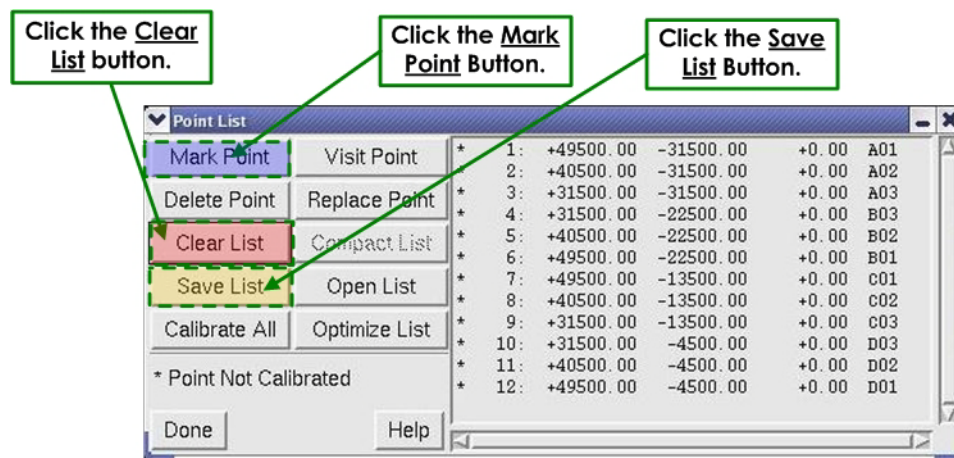 Click the Clear
List button.
Click the Mark
Point Button.
Click the Save
List Button.
Point List
Mark Point Visit Point
Delete Point Replace Point
Clear List Compact List
Save List Open List
Calibrate All Optimize List
* Point Not Calibrated
Done Help
* 1: +49500.00 -31500.00 +0.00 A01
* 2: +40500.00 -31500.00 +0.00 A02
* 3: +31500.00 -31500.00 +0.00 A03
* 4: +31500.00 -22500.00 +0.00 B03
* 5: +40500.00 -22500.00 +0.00 B02
* 6: +49500.00 -22500.00 +0.00 B01
* 7: +49500.00 -13500.00 +0.00 C01
* 8: +40500.00 -13500.00 +0.00 C02
* 9: +31500.00 -13500.00 +0.00 C03
* 10: +31500.00 -4500.00 +0.00 D03
* 11: +40500.00 -4500.00 +0.00 D02
* 12: +49500.00 -4500.00 +0.00 D01